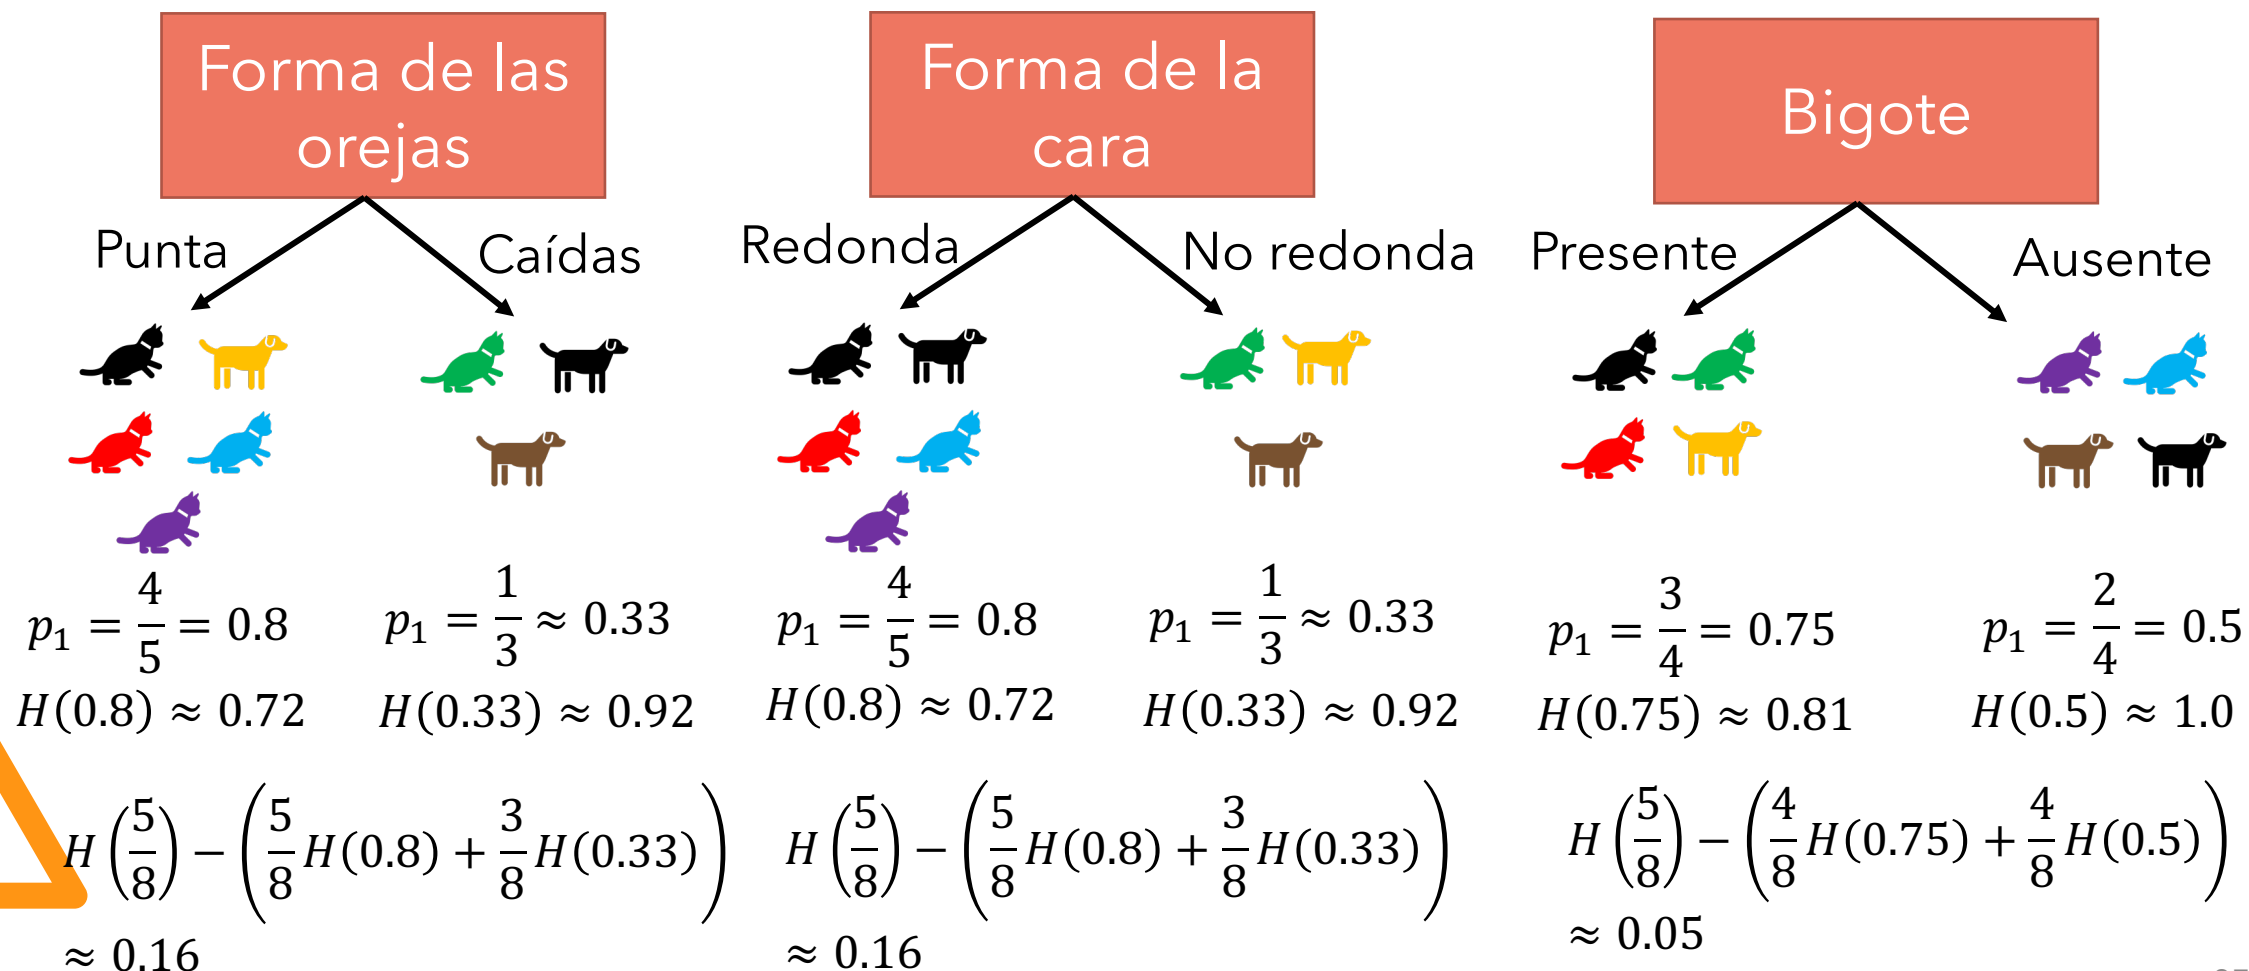 Forma de las
orejas
Punta
Caídas
p₁ = 4/5 = 0.8
p₁ = 1/3 ≈ 0.33
H(0.8) ≈ 0.72
H(0.33) ≈ 0.92
H(5/8) − (5/8 H(0.8) + 3/8 H(0.33))
≈ 0.16
Forma de la
cara
Redonda
No redonda
p₁ = 4/5 = 0.8
p₁ = 1/3 ≈ 0.33
H(0.8) ≈ 0.72
H(0.33) ≈ 0.92
H(5/8) − (5/8 H(0.8) + 3/8 H(0.33))
≈ 0.16
Bigote
Presente
Ausente
p₁ = 3/4 = 0.75
p₁ = 2/4 = 0.5
H(0.75) ≈ 0.81
H(0.5) ≈ 1.0
H(5/8) − (4/8 H(0.75) + 4/8 H(0.5))
≈ 0.05